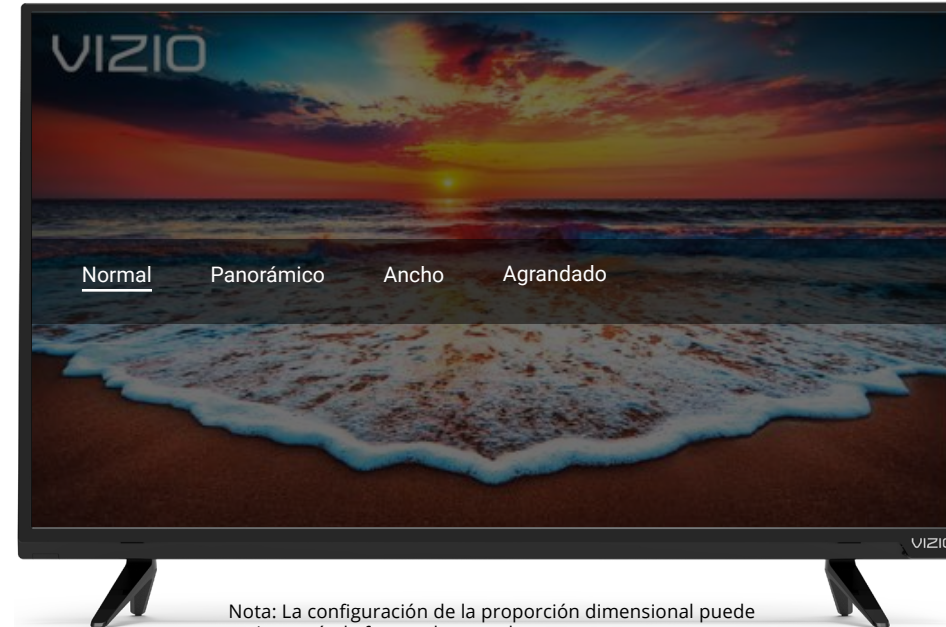 VIZIO
Normal Panorámico Ancho Agrandado
VIZIO
Nota: La configuración de la proporción dimensional puede